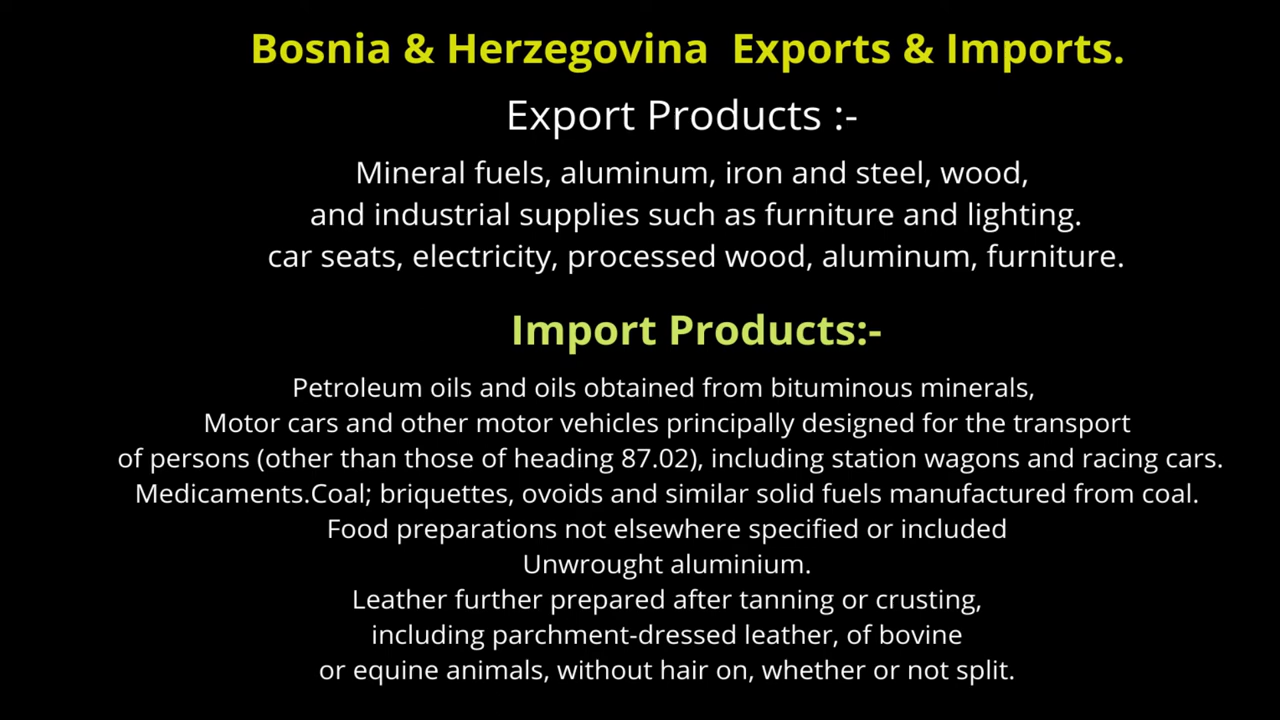 Bosnia & Herzegovina  Exports & Imports.
Export Products :-
Mineral fuels, aluminum, iron and steel, wood,
and industrial supplies such as furniture and lighting.
car seats, electricity, processed wood, aluminum, furniture.
Import Products:-
Petroleum oils and oils obtained from bituminous minerals,
Motor cars and other motor vehicles principally designed for the transport
of persons (other than those of heading 87.02), including station wagons and racing cars.
Medicaments.Coal; briquettes, ovoids and similar solid fuels manufactured from coal.
Food preparations not elsewhere specified or included
Unwrought aluminium.
Leather further prepared after tanning or crusting,
including parchment-dressed leather, of bovine
or equine animals, without hair on, whether or not split.